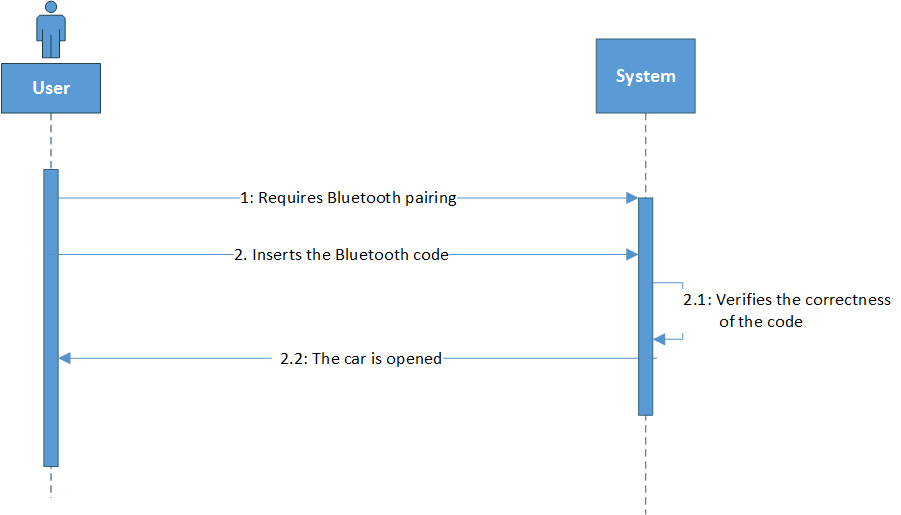 User
System
1: Requires Bluetooth pairing
2. Inserts the Bluetooth code
2.1: Verifies the correctness
of the code
2.2: The car is opened